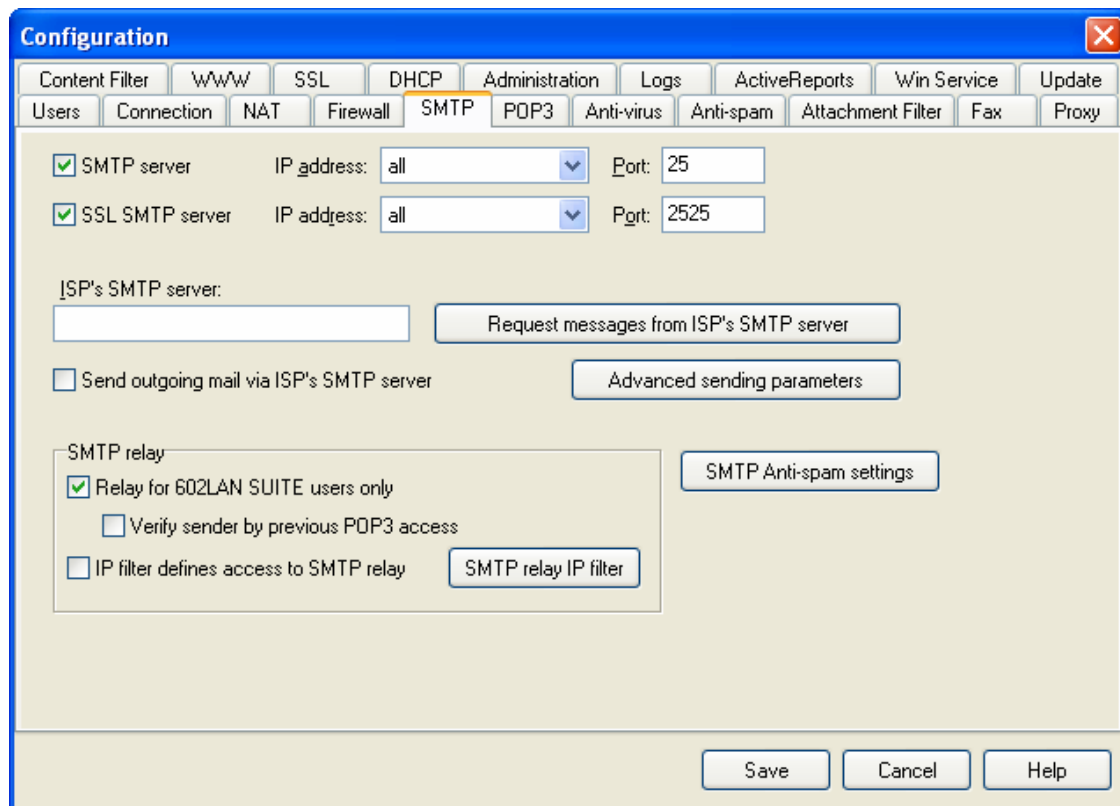 Configuration
Content Filter WWW SSL DHCP Administration Logs ActiveReports Win Service Update
Users Connection NAT Firewall SMTP POP3 Anti-virus Anti-spam Attachment Filter Fax Proxy
SMTP server IP address: all Port: 25
SSL SMTP server IP address: all Port: 2525
ISP's SMTP server:
Request messages from ISP's SMTP server
Send outgoing mail via ISP's SMTP server Advanced sending parameters
SMTP relay
Relay for 602LAN SUITE users only SMTP Anti-spam settings
Verify sender by previous POP3 access
IP filter defines access to SMTP relay SMTP relay IP filter
Save Cancel Help